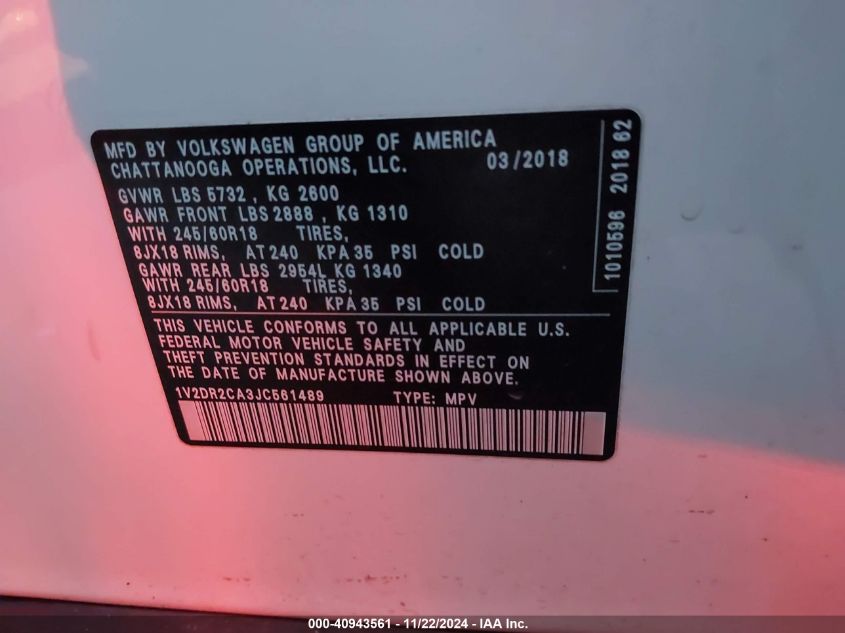 MFD BY VOLKSWAGEN GROUP OF AMERICA
CHATTANOOGA OPERATIONS, LLC. 03/2018
GVWR LBS 5732 , KG 2600
GAWR FRONT LBS 2888 , KG 1310
WITH 245/60R18 TIRES,
8JX18 RIMS, AT 240 KPA 35 PSI COLD
GAWR REAR LBS 2954L KG 1340
WITH 245/60R18 TIRES,
8JX18 RIMS, AT 240 KPA 35 PSI COLD
THIS VEHICLE CONFORMS TO ALL APPLICABLE U.S.
FEDERAL MOTOR VEHICLE SAFETY AND
THEFT PREVENTION STANDARDS IN EFFECT ON
THE DATE OF MANUFACTURE SHOWN ABOVE.
1V2DR2CA3JC561489 TYPE: MPV
1010596 2018 62
000-40943561 - 11/22/2024 - IAA Inc.